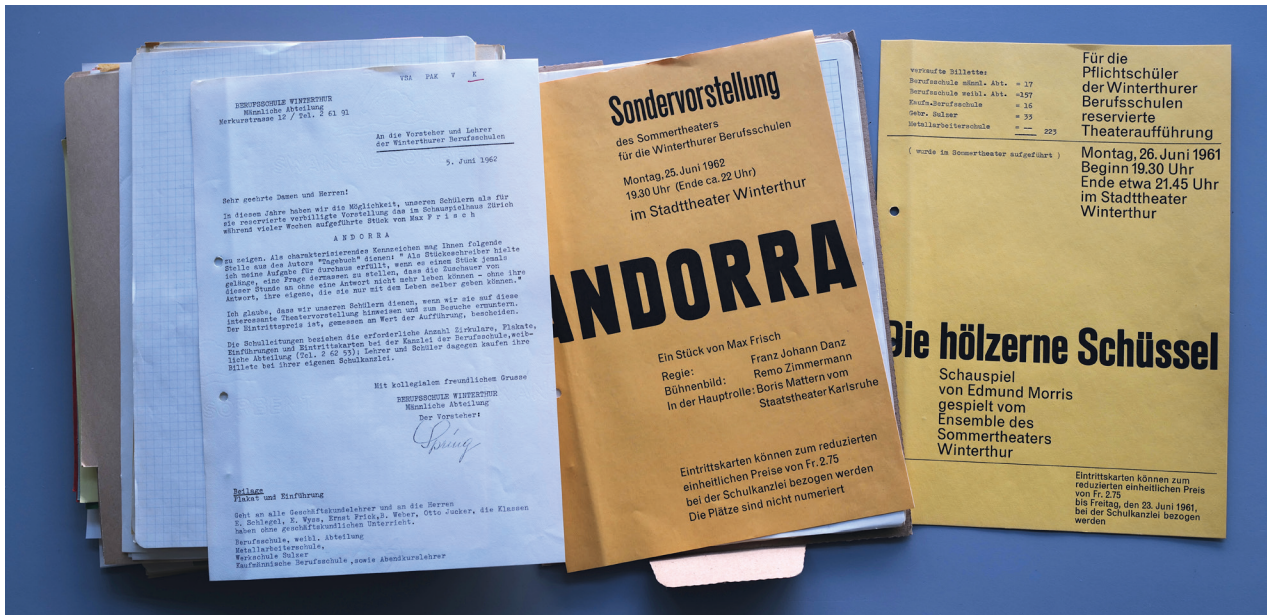 VSA PAK V K
BERUFSSCHULE WINTERTHUR
Männliche Abteilung
Merkurstrasse 12 / Tel. 2 61 91
An die Vorsteher und Lehrer
der Winterthurer Berufsschulen
5. Juni 1962
Sehr geehrte Damen und Herren!
In diesem Jahre haben wir die Möglichkeit, unseren Schülern als für
sie reservierte verbilligte Vorstellung das im Schauspielhaus Zürich
während vieler Wochen aufgeführte Stück von Max F r i s c h
A N D O R R A
zu zeigen. Als charakterisierendes Kennzeichen mag Ihnen folgende
Stelle aus des Autors "Tagebuch" dienen: " Als Stückschreiber hielte
ich meine Aufgabe für durchaus erfüllt, wenn es einem Stück jemals
gelänge, eine Frage dermassen zu stellen, dass die Zuschauer von
dieser Stunde an ohne eine Antwort nicht mehr leben können - ohne ihre
Antwort, ihre eigene, die sie nur mit dem Leben selber geben können."
Ich glaube, dass wir unseren Schülern dienen, wenn wir sie auf diese
interessante Theatervorstellung hinweisen und zum Besuche ermuntern.
Der Eintrittspreis ist, gemessen am Wert der Aufführung, bescheiden.
Die Schulleitungen beziehen die erforderliche Anzahl Zirkulare, Plakate,
Einführungen und Eintrittskarten bei der Kanzlei der Berufsschule,weib-
liche Abteilung (Tel. 2 62 53); Lehrer und Schüler dagegen kaufen ihre
Billete bei ihrer eigenen Schulkanzlei.
Mit kollegialem freundlichem Grusse
BERUFSSCHULE WINTERTHUR
Männliche Abteilung
Der Vorsteher:
Beilage
Plakat und Einführung
Geht an alle Geschäftskundelehrer und an die Herren
E. Schlegel, E. Wyss, Ernst Frick,B. Weber, Otto Jucker, die Klassen
haben ohne geschäftskundlichen Unterricht.
Berufsschule, weibl. Abteilung
Metallarbeiterschule,
Werkschule Sulzer
Kaufmännische Berufsschule ,sowie Abendkurslehrer
Sondervorstellung
des Sommertheaters
für die Winterthurer Berufsschulen
Montag, 25. Juni 1962
19.30 Uhr (Ende ca. 22 Uhr)
im Stadttheater Winterthur
ANDORRA
Ein Stück von Max Frisch
Regie: Franz Johann Danz
Bühnenbild: Remo Zimmermann
In der Hauptrolle: Boris Mattern vom
Staatstheater Karlsruhe
Eintrittskarten können zum reduzierten
einheitlichen Preise von Fr. 2.75
bei der Schulkanzlei bezogen werden
Die Plätze sind nicht numeriert
verkaufte Billette:
Berufsschule männl. Abt. = 17
Berufsschule weibl. Abt. =157
Kaufm.Berufsschule = 16
Gebr. Sulzer = 33
Metallarbeiterschule = — 223
( wurde im Sommertheater aufgeführt )
Für die
Pflichtschüler
der Winterthurer
Berufsschulen
reservierte
Theateraufführung
Montag, 26. Juni 1961
Beginn 19.30 Uhr
Ende etwa 21.45 Uhr
im Stadttheater
Winterthur
Die hölzerne Schüssel
Schauspiel
von Edmund Morris
gespielt vom
Ensemble des
Sommertheaters
Winterthur
Eintrittskarten können zum
reduzierten einheitlichen Preis
von Fr. 2.75
bis Freitag, den 23. Juni 1961,
bei der Schulkanzlei bezogen
werden